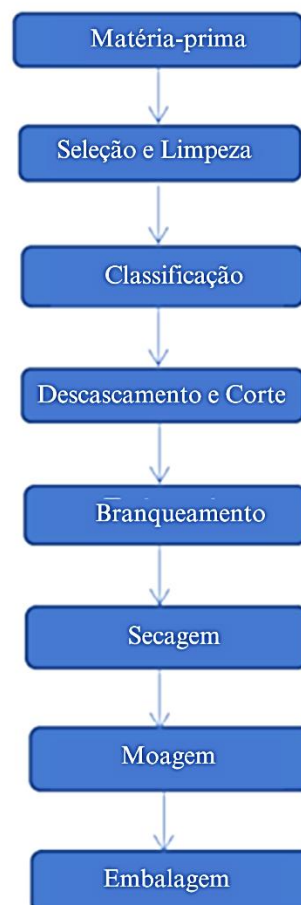 Matéria-prima
Seleção e Limpeza
Classificação
Descascamento e Corte
Branqueamento
Secagem
Moagem
Embalagem